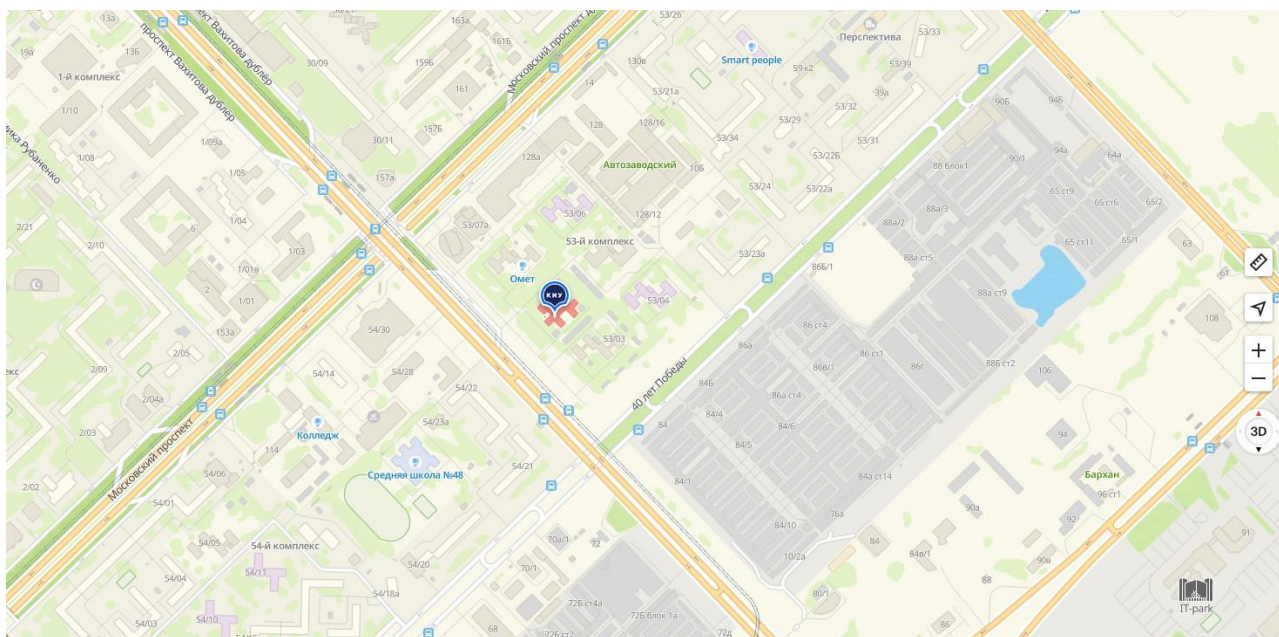 163а
53/26
Перспектива
53/33
проспект Вахитова дублёр
19а
13Б
30/09
161Б
Московский проспект
130в
Smart people
59 к2
53/39
1-й комплекс
159Б
161
14
53/21а
39а
90Б
94Б
1/10
53/32
проспект Вахитова дублёр
128
128/16
53/29
157Б
53/34
53/31
1/09а
30/11
94а
64а
1/08
128а
Автозаводский
10Б
53/22Б
88 блок1
90/1
1/05
157а
53/24
53/22а
65 ст9
65 ст6
65/2
2/21
1/04
53/07а
53/06
128/12
88а/2
88а/3
6
53-й комплекс
65 ст11
65/1
63
2/10
1/03
53/23а
1/01в
86Б/1
88а ст5
61
2
Омет
КИУ
1/01
53/04
88а ст9
108
153а
54/30
53/03
86 ст4
2/05
86а
86 ст1
54/14
54/28
86в/1
86г
88Б ст2
106
2/09
54/22
40 лет Победы
84Б
86а ст4
3D
2/04а
54/23а
84/4
84/6
2/03
Колледж
84
94
Московский проспект
114
84/5
54/06
Средняя школа №48
54/21
84/1
84а ст14
Бархан
2/02
96 ст1
54/01
90а
76а
92
84/10
91
54/05
54-й комплекс
70а/1
72
84
10/2а
84в/1
90в
54/20
54/11
70/1
54/04
88
54/18а
80/1
72Б ст4а
IT-park
54/03
54/10
72Б блок 1а
68
86
72Б ст2
72д